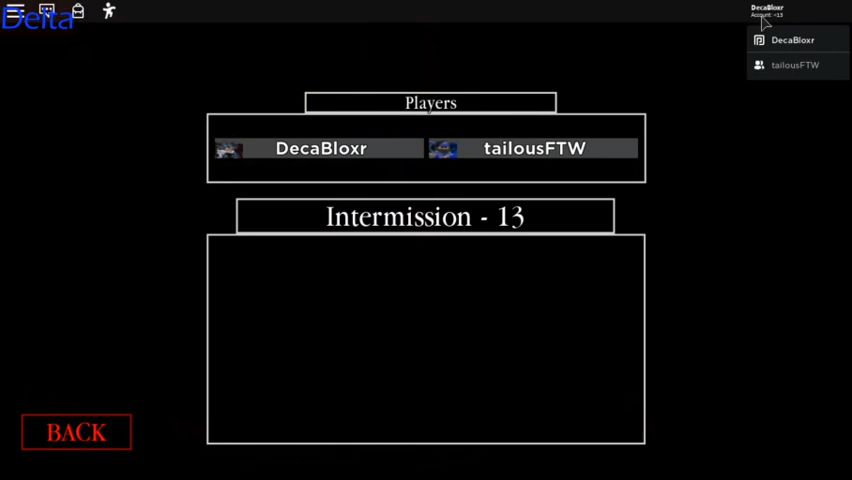 Delta
DecaBloxr
Account: <13
DecaBloxr
tailousFTW
Players
DecaBloxr
tailousFTW
Intermission - 13
BACK